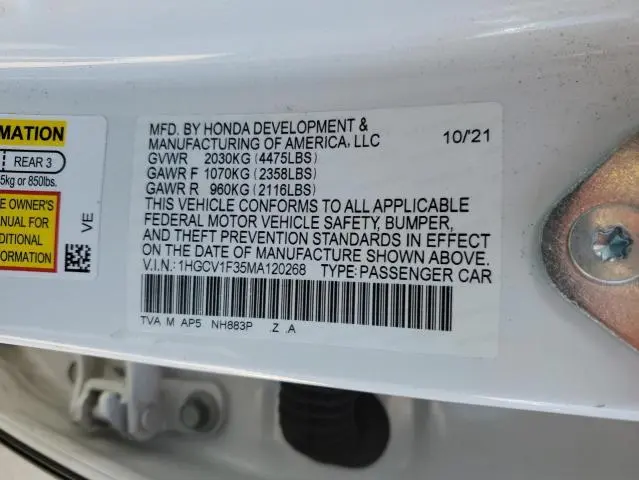 MATION
REAR 3
5kg or 850lbs.
E OWNER'S
ANUAL FOR
DITIONAL
FORMATION
VE
MFD. BY HONDA DEVELOPMENT & 10/'21
MANUFACTURING OF AMERICA, LLC
GVWR 2030KG (4475LBS)
GAWR F 1070KG (2358LBS)
GAWR R 960KG (2116LBS)
THIS VEHICLE CONFORMS TO ALL APPLICABLE
FEDERAL MOTOR VEHICLE SAFETY, BUMPER,
AND THEFT PREVENTION STANDARDS IN EFFECT
ON THE DATE OF MANUFACTURE SHOWN ABOVE.
V.I.N.: 1HGCV1F35MA120268 TYPE: PASSENGER CAR
TVA M AP5 NH883P .Z .A